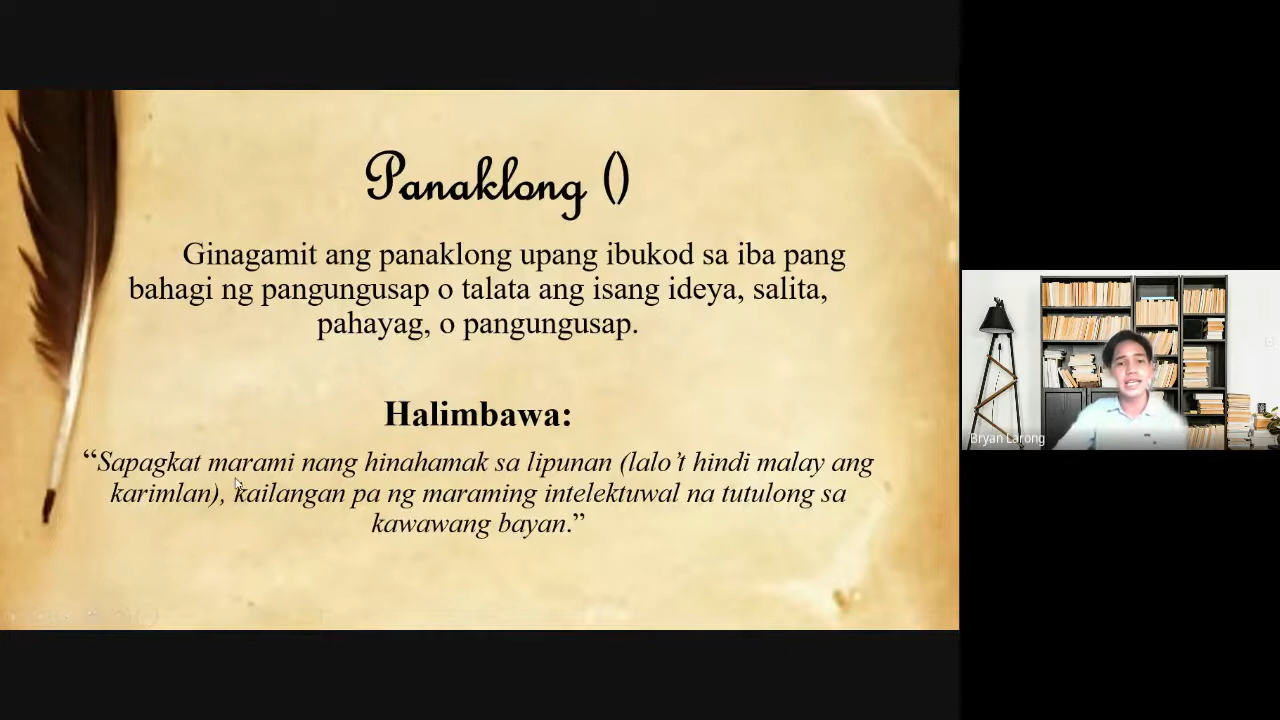 Panaklong ()
Ginagamit ang panaklong upang ibukod sa iba pang
bahagi ng pangungusap o talata ang isang ideya, salita,
pahayag, o pangungusap.
Halimbawa:
“Sapagkat marami nang hinahamak sa lipunan (lalo’t hindi malay ang
karimlan), kailangan pa ng maraming intelektuwal na tutulong sa
kawawang bayan.”
Bryan Larong